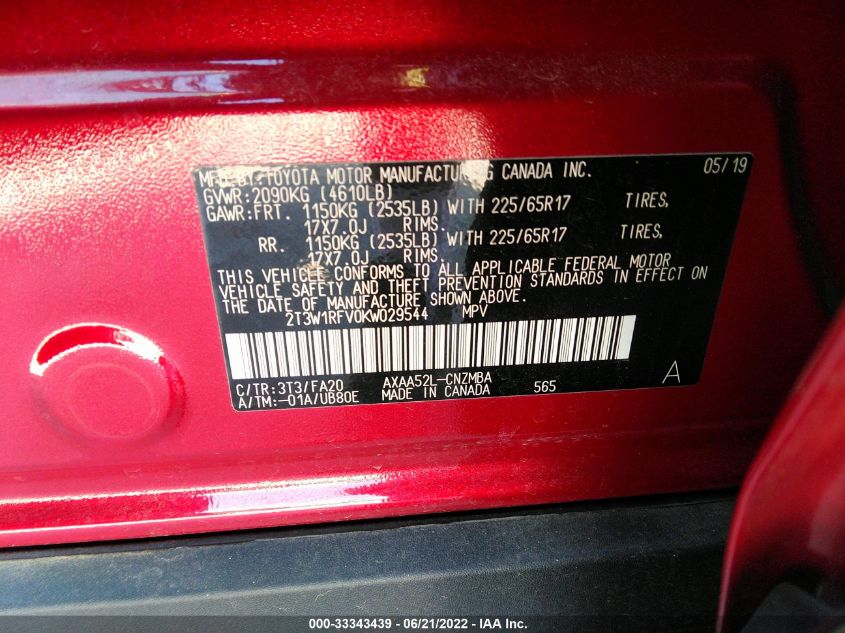 MFD.BY:TOYOTA MOTOR MANUFACTURING CANADA INC. 05/19
GVWR:2090KG (4610LB)
GAWR:FRT. 1150KG (2535LB) WITH 225/65R17 TIRES,
17X7.0J RIMS.
RR. 1150KG (2535LB) WITH 225/65R17 TIRES,
17X7.0J RIMS.
THIS VEHICLE CONFORMS TO ALL APPLICABLE FEDERAL MOTOR
VEHICLE SAFETY AND THEFT PREVENTION STANDARDS IN EFFECT ON
THE DATE OF MANUFACTURE SHOWN ABOVE.
2T3W1RFV0KW029544 MPV
C/TR:3T3/FA20 AXAA52L-CNZMBA A
A/TM:-01A/UB80E MADE IN CANADA 565
000-33343439 - 06/21/2022 - IAA Inc.